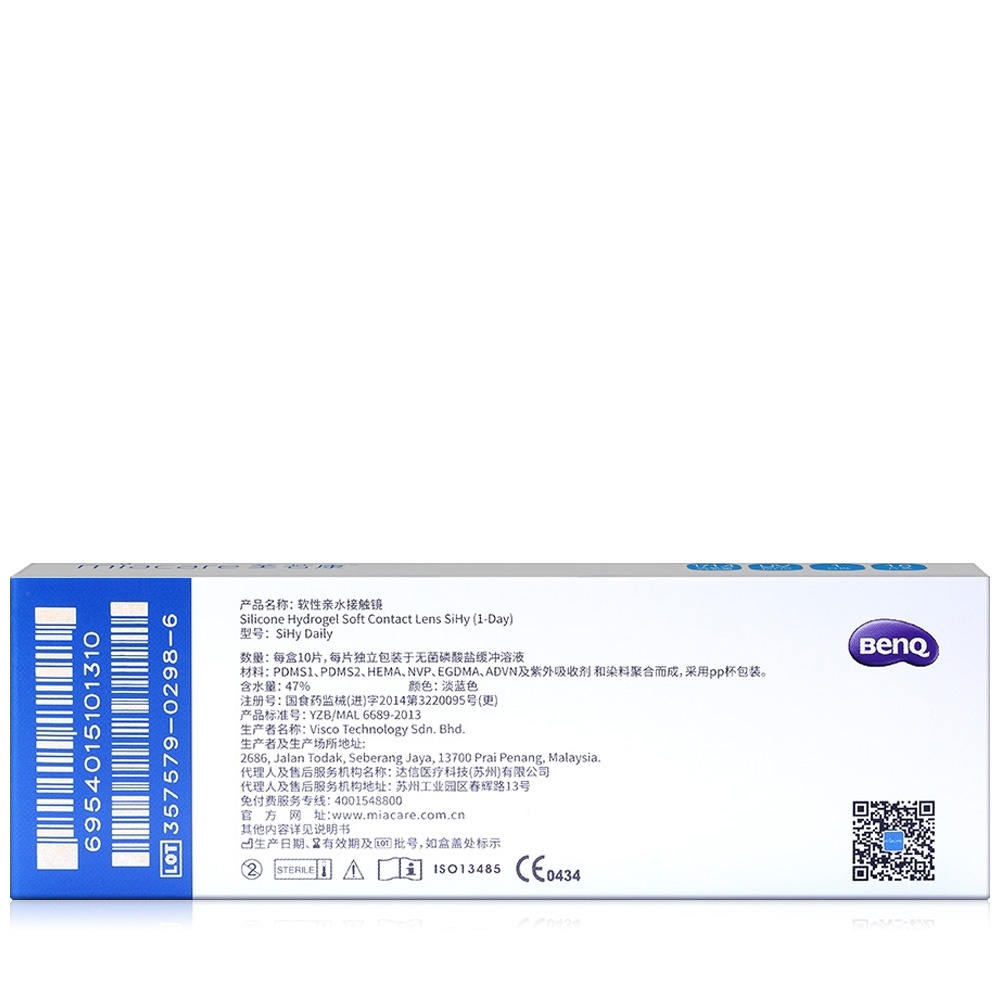 miacare 美若康
产品名称：软性亲水接触镜
Silicone Hydrogel Soft Contact Lens SiHy (1-Day)
型号：SiHy Daily
数量：每盒10片，每片独立包装于无菌磷酸盐缓冲溶液
材料：PDMS1、PDMS2、HEMA、NVP、EGDMA、ADVN及紫外吸收剂 和染料聚合而成，采用pp杯包装。
含水量：47% 颜色：淡蓝色
注册号：国食药监械(进)字2014第3220095号(更)
产品标准号：YZB/MAL 6689-2013
生产者名称：Visco Technology Sdn. Bhd.
生产者及生产场所地址：
2686, Jalan Todak, Seberang Jaya, 13700 Prai Penang, Malaysia.
代理人及售后服务机构名称：达信医疗科技(苏州)有限公司
代理人及售后服务机构地址：苏州工业园区春辉路13号
免付费服务专线：4001548800
官方网址:www.miacare.com.cn
其他内容详见说明书
生产日期、有效期及LOT批号，如盒盖处标示
2 STERILE i ISO13485 CE0434
6954015101310
LOT 357579-0298-6
BenQ